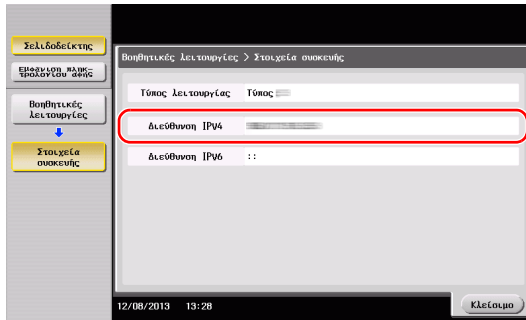 Σελιδοδείκτης
Εμφάνιση πληκ-
τρολογίου αφής
Βοηθητικές
λειτουργίες
Στοιχεία
συσκευής
Βοηθητικές λειτουργίες > Στοιχεία συσκευής
Τύπος λειτουργίας Τύπος
Διεύθυνση IPV4
Διεύθυνση IPV6 ::
12/08/2013 13:28
Κλείσιμο